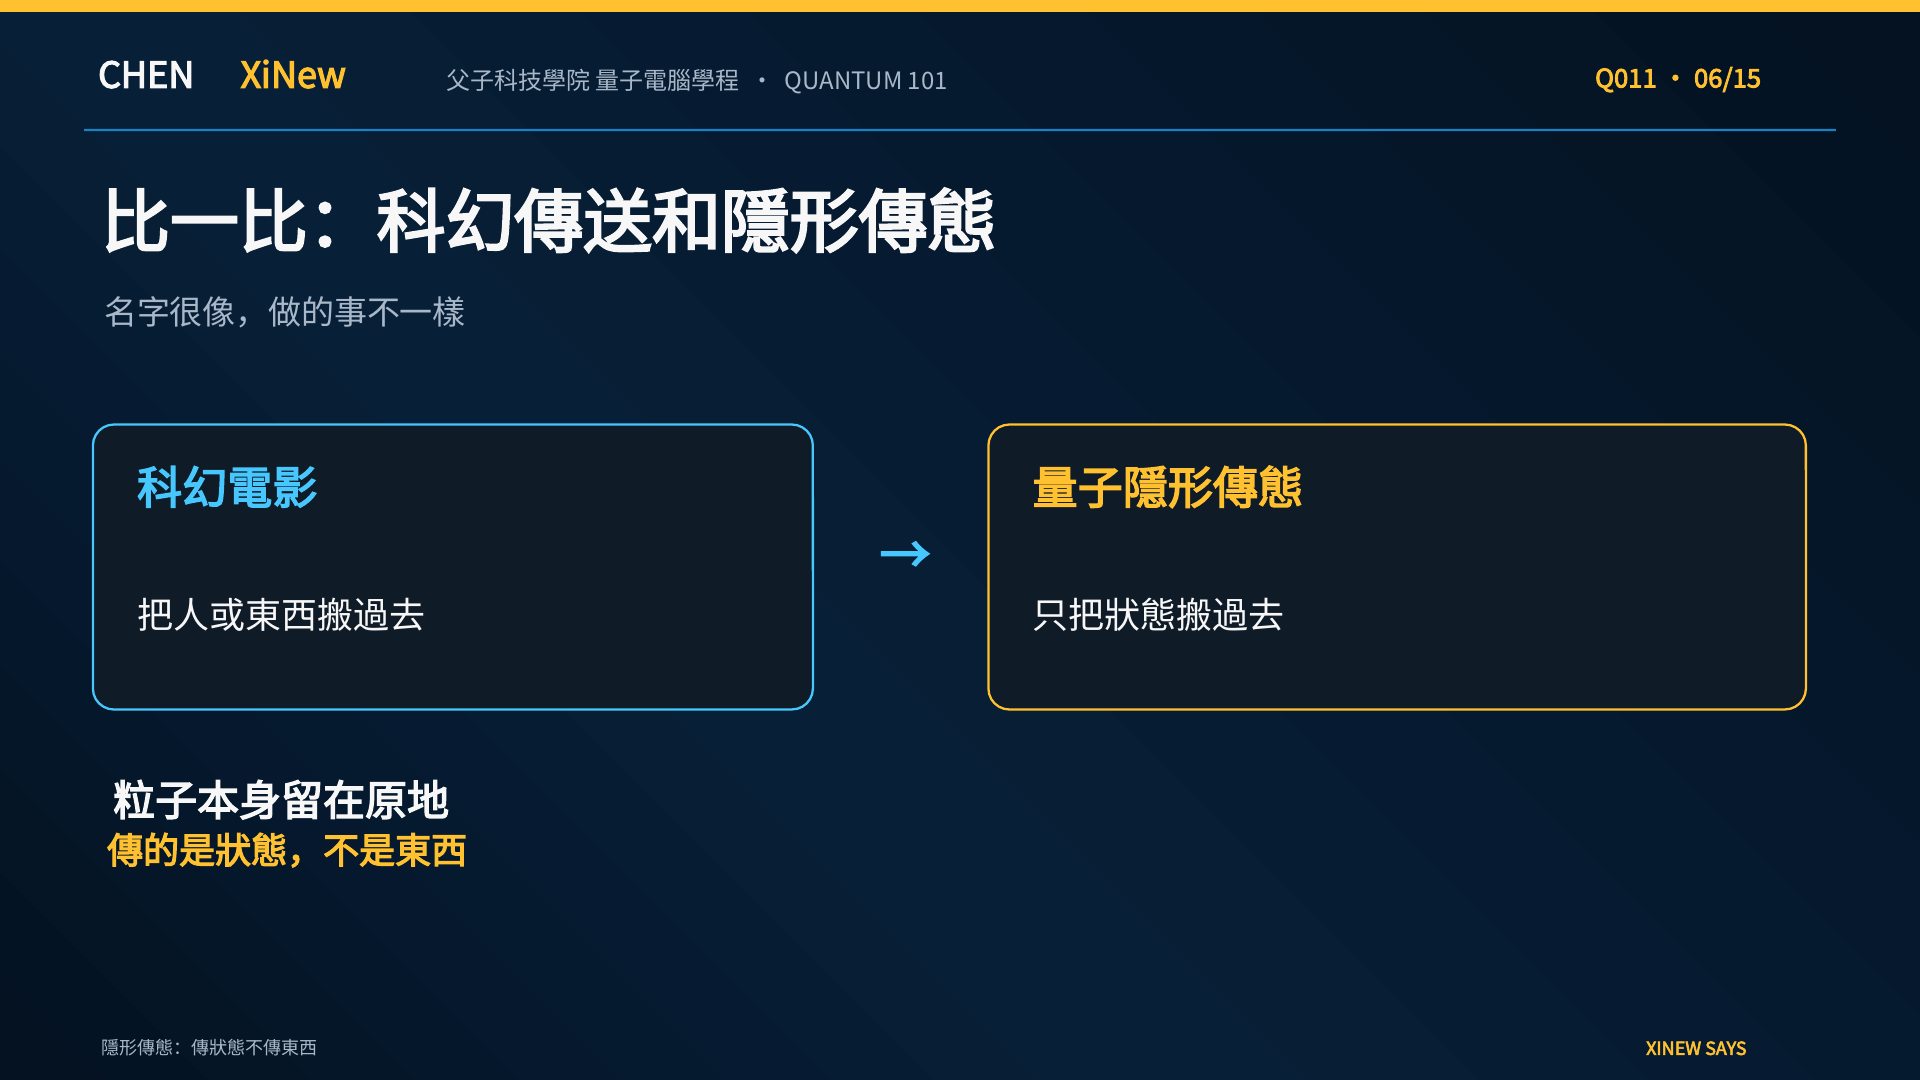 CHEN XiNew 父子科技學院 量子電腦學程 · QUANTUM 101 Q011 · 06/15
比一比：科幻傳送和隱形傳態
名字很像，做的事不一樣
科幻電影
把人或東西搬過去
→
量子隱形傳態
只把狀態搬過去
粒子本身留在原地
傳的是狀態，不是東西
隱形傳態：傳狀態不傳東西
XINEW SAYS